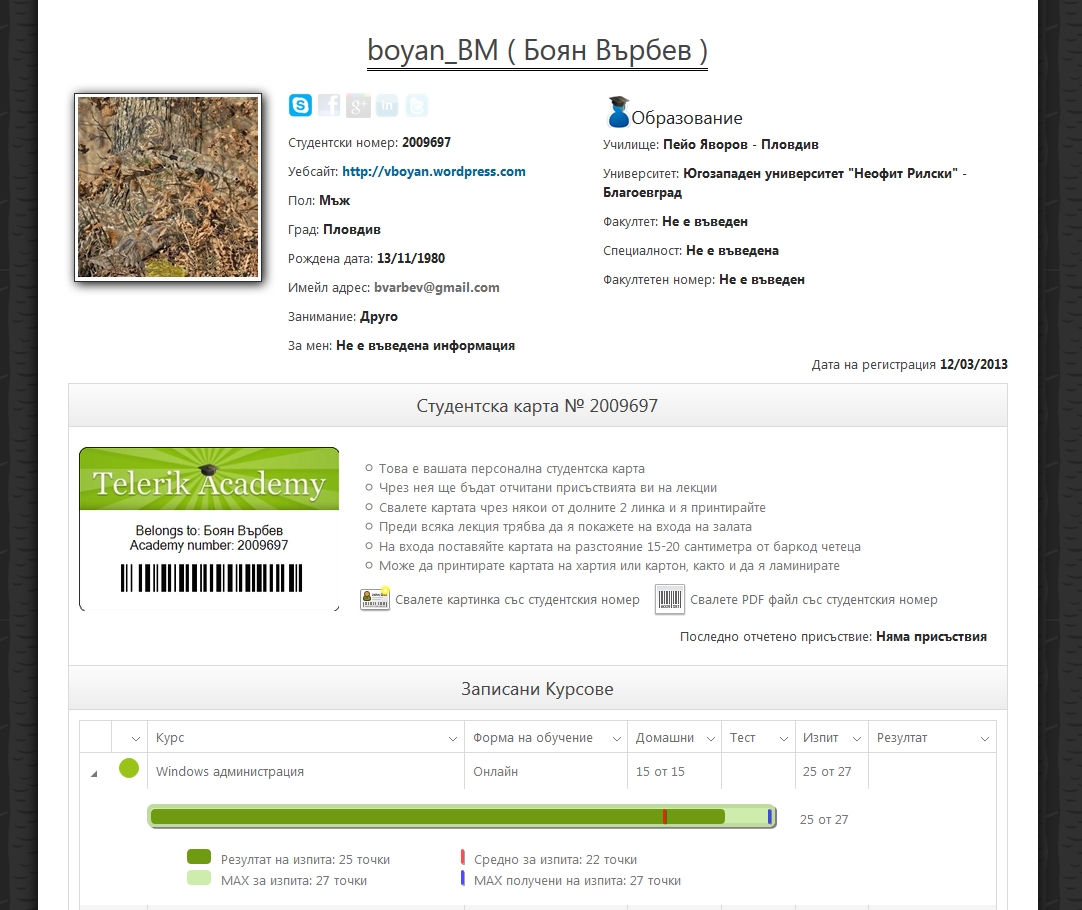 boyan_BM ( Боян Върбев )
Студентски номер: 2009697
Уебсайт: http://vboyan.wordpress.com
Пол: Мъж
Град: Пловдив
Рождена дата: 13/11/1980
Имейл адрес: bvarbev@gmail.com
Занимание: Друго
За мен: Не е въведена информация
Образование
Училище: Пейо Яворов - Пловдив
Университет: Югозападен университет "Неофит Рилски" -
Благоевград
Факултет: Не е въведен
Специалност: Не е въведена
Факултетен номер: Не е въведен
Дата на регистрация 12/03/2013
Студентска карта № 2009697
Telerik Academy
Belongs to: Боян Върбев
Academy number: 2009697
Това е вашата персонална студентска карта
Чрез нея ще бъдат отчитани присъствията ви на лекции
Свалете картата чрез някои от долните 2 линка и я принтирайте
Преди всяка лекция трябва да я покажете на входа на залата
На входа поставяйте картата на разстояние 15-20 сантиметра от баркод четеца
Може да принтирате картата на хартия или картон, както и да я ламинирате
Свалете картинка със студентския номер
Свалете PDF файл със студентския номер
Последно отчетено присъствие: Няма присъствия
Записани Курсове
Курс Форма на обучение Домашни Тест Изпит Резултат
Windows администрация Онлайн 15 от 15 25 от 27
25 от 27
Резултат на изпита: 25 точки Средно за изпита: 22 точки
MAX за изпита: 27 точки MAX получени на изпита: 27 точки